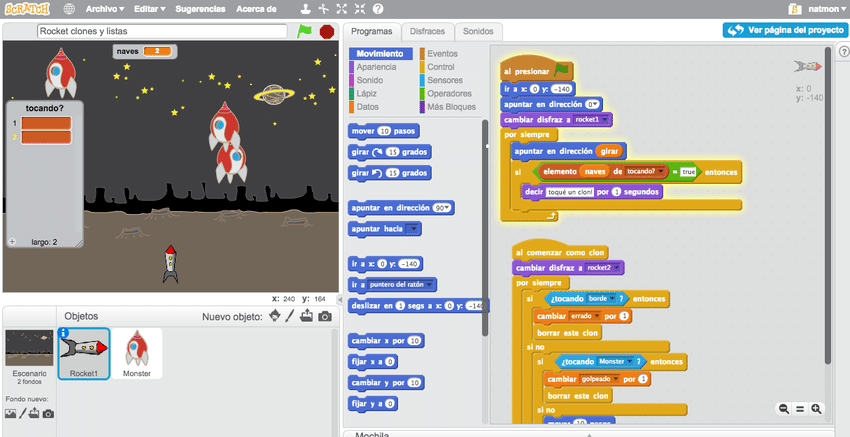 SCRATCH
Archivo ▾ Editar ▾ Sugerencias Acerca de
natmon ▾
Rocket clones y listas
Ver página del proyecto
naves 2
tocando?
1
2
+ largo: 2
x: 240 y: 164
Objetos
Nuevo objeto:
Escenario
2 fondos
Fondo nuevo:
Rocket1
Monster
Programas
Disfraces
Sonidos
Movimiento
Apariencia
Sonido
Lápiz
Datos
Eventos
Control
Sensores
Operadores
Más Bloques
mover 10 pasos
girar 15 grados
girar 15 grados
apuntar en dirección 90▾
apuntar hacia
ir a x: 0 y: -140
ir a puntero del ratón
deslizar en 1 segs a x: 0 y: -140
cambiar x por 10
fijar x a 0
cambiar y por 10
fijar y a 0
Mochila
al presionar
ir a x: 0 y: -140
apuntar en dirección 0▾
cambiar disfraz a rocket1
por siempre
apuntar en dirección girar
si elemento naves de tocando? = true entonces
decir toqué un clon! por 1 segundos
x: 0
y: -140
al comenzar como clon
cambiar disfraz a rocket2
por siempre
si ¿tocando borde ? entonces
cambiar errado por 1
borrar este clon
si no
si ¿tocando Monster ? entonces
cambiar golpeado por 1
borrar este clon
si no
mover 10 pasos
?